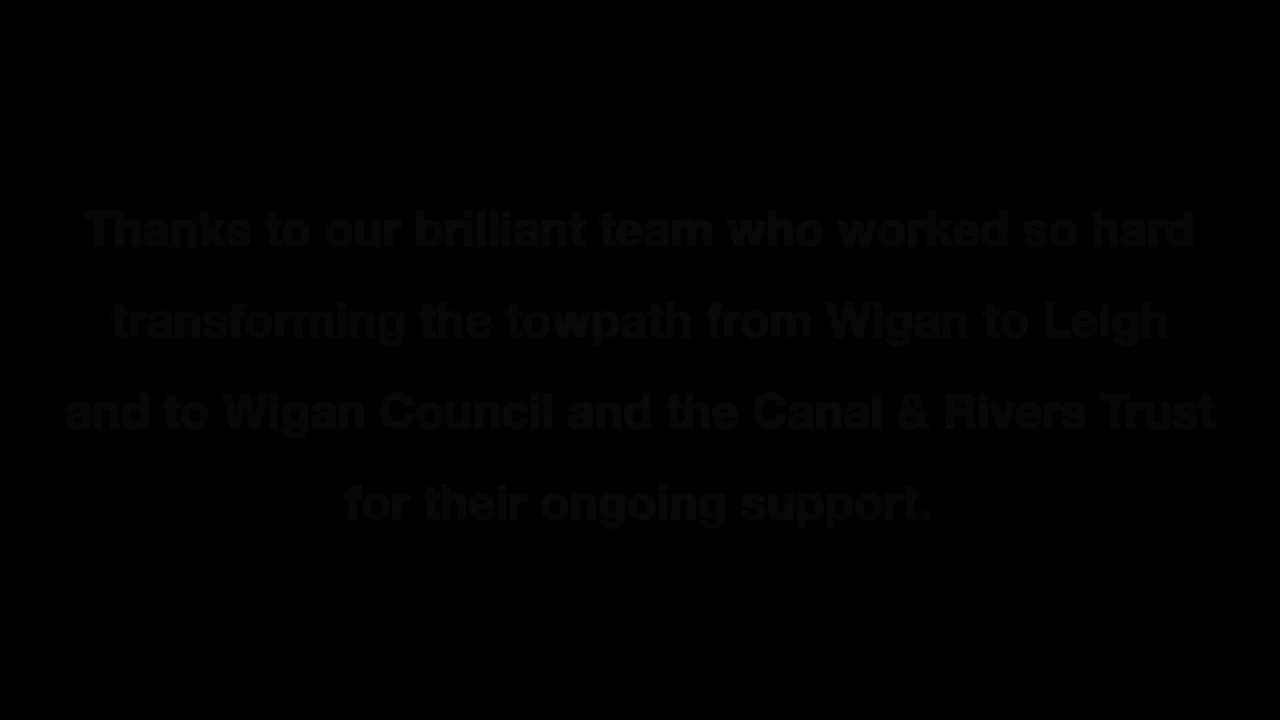 Thanks to our brilliant team who worked so hard
transforming the towpath from Wigan to Leigh
and to Wigan Council and the Canal & Rivers Trust
for their ongoing support.